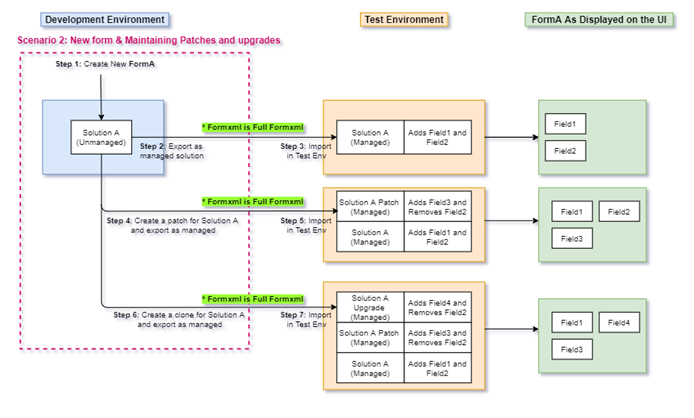 Development Environment
Test Environment
FormA As Displayed on the UI
Scenario 2: New form & Maintaining Patches and upgrades
Step 1: Create New FormA
Solution A
(Unmanaged)
* Formxml is Full Formxml
Step 2: Export as
managed solution
Step 3: Import
in Test Env
Solution A
(Managed)
Adds Field1 and
Field2
Field1
Field2
* Formxml is Full Formxml
Step 4: Create a patch for Solution A
and export as managed
Step 5: Import
in Test Env
Solution A Patch
(Managed)
Adds Field3 and
Removes Field2
Solution A
(Managed)
Adds Field1 and
Field2
Field1
Field2
Field3
* Formxml is Full Formxml
Step 6: Create a clone for Solution A
and export as managed
Step 7: Import
in Test Env
Solution A
Upgrade
(Managed)
Adds Field4 and
Removes Field2
Solution A Patch
(Managed)
Adds Field3 and
Removes Field2
Solution A
(Managed)
Adds Field1 and
Field2
Field1
Field4
Field3